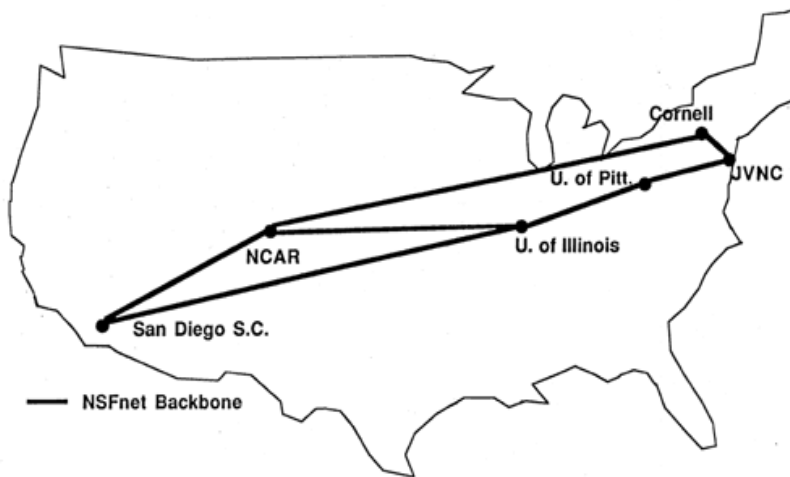 Cornell
U. of Pitt.
JVNC
U. of Illinois
NCAR
San Diego S.C.
NSFnet Backbone